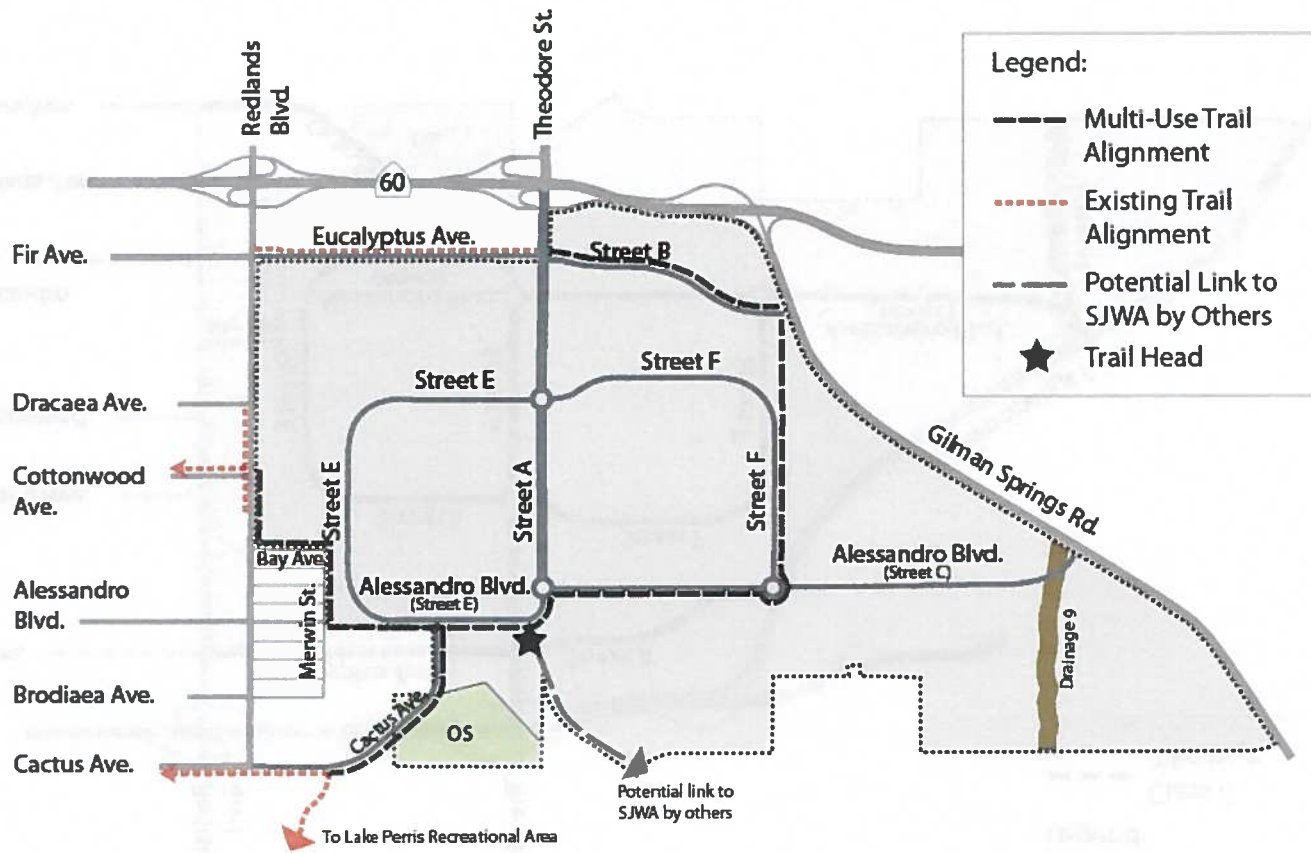 Redlands
Blvd.
Theodore St.
Legend:
Multi-Use Trail
Alignment
Existing Trail
Alignment
Potential Link to
SJWA by Others
Trail Head
60
Fir Ave.
Eucalyptus Ave.
Street B
Dracaea Ave.
Street E
Street F
Cottonwood
Ave.
Street E
Street A
Street F
Gilman Springs Rd.
Bay Ave.
Alessandro
Blvd.
Merwin St.
Alessandro Blvd.
(Street E)
Alessandro Blvd.
(Street C)
Drainage 9
Brodiaea Ave.
Cactus Ave.
OS
Cactus Ave.
Potential link to
SJWA by others
To Lake Perris Recreational Area